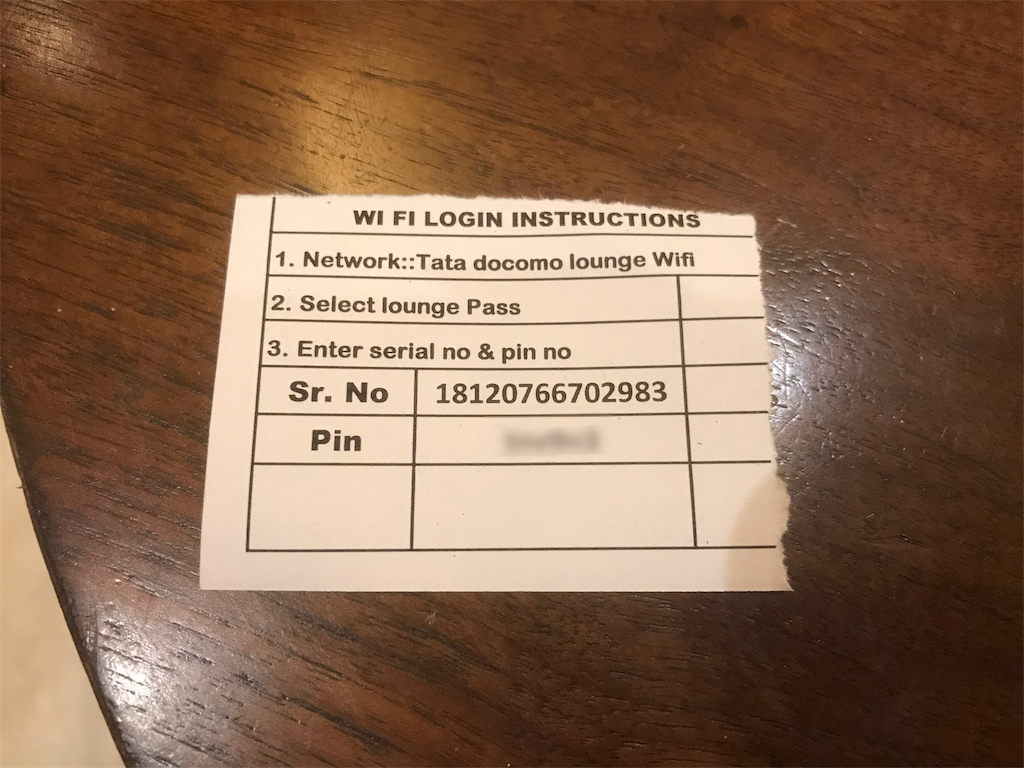 WI FI LOGIN INSTRUCTIONS
1. Network::Tata docomo lounge Wifi
2. Select lounge Pass
3. Enter serial no & pin no
Sr. No 18120766702983
Pin